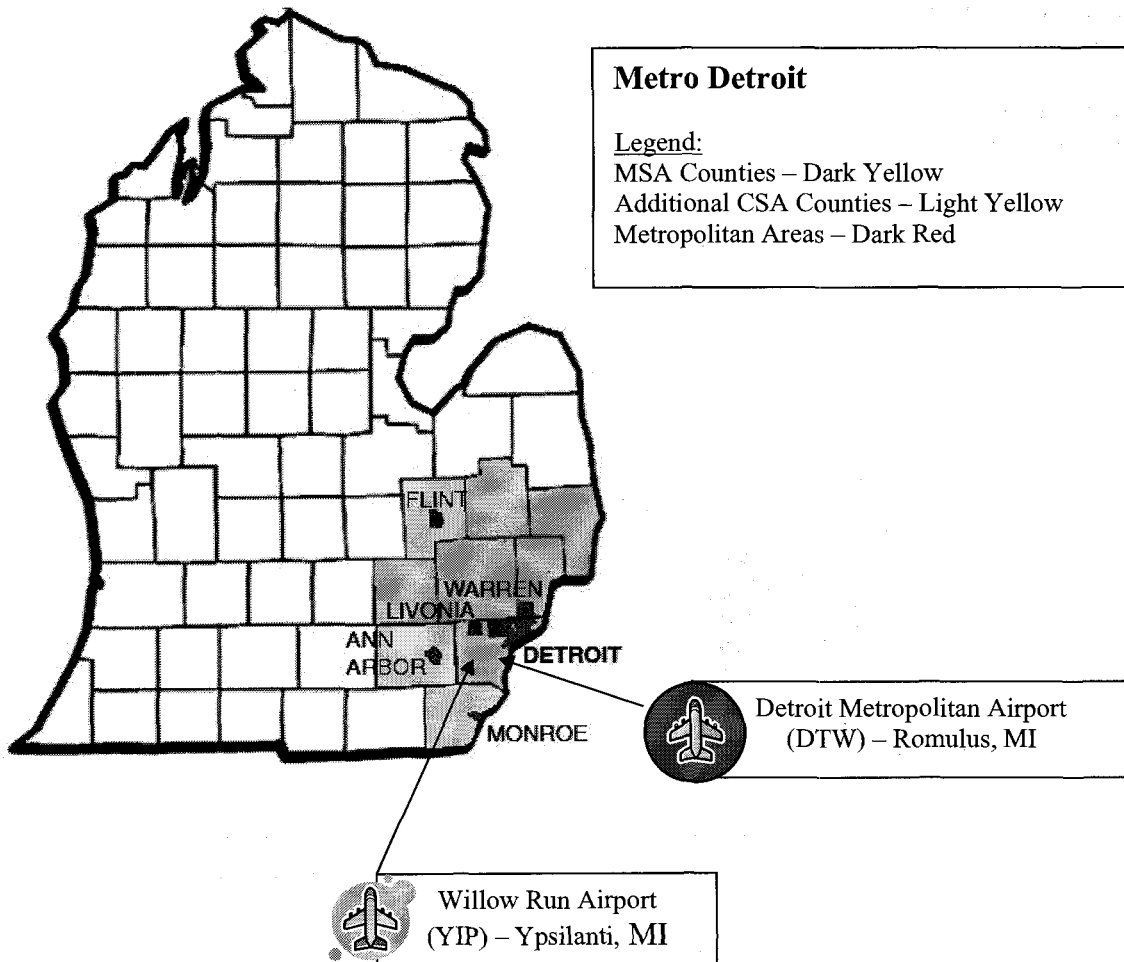 Metro Detroit
Legend:
MSA Counties – Dark Yellow
Additional CSA Counties – Light Yellow
Metropolitan Areas – Dark Red
FLINT
WARREN
LIVONIA
ANN
ARBOR
DETROIT
MONROE
Detroit Metropolitan Airport
(DTW) – Romulus, MI
Willow Run Airport
(YIP) – Ypsilanti, MI